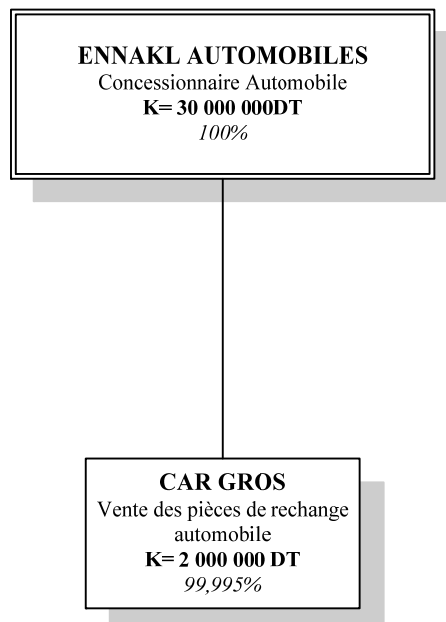 ENNAKL AUTOMOBILES
Concessionnaire Automobile
K= 30 000 000DT
100%
CAR GROS
Vente des pièces de rechange
automobile
K= 2 000 000 DT
99,995%